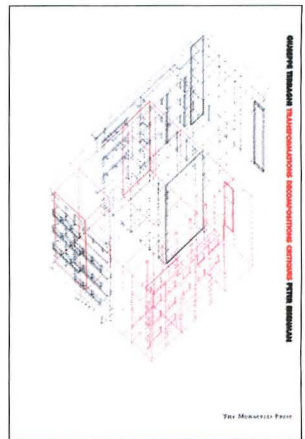 GIUSEPPE TERRAGNI TRANSFORMATIONS DECOMPOSITIONS CRITIQUES PETER EISENMAN
THE MONACELLI PRESS